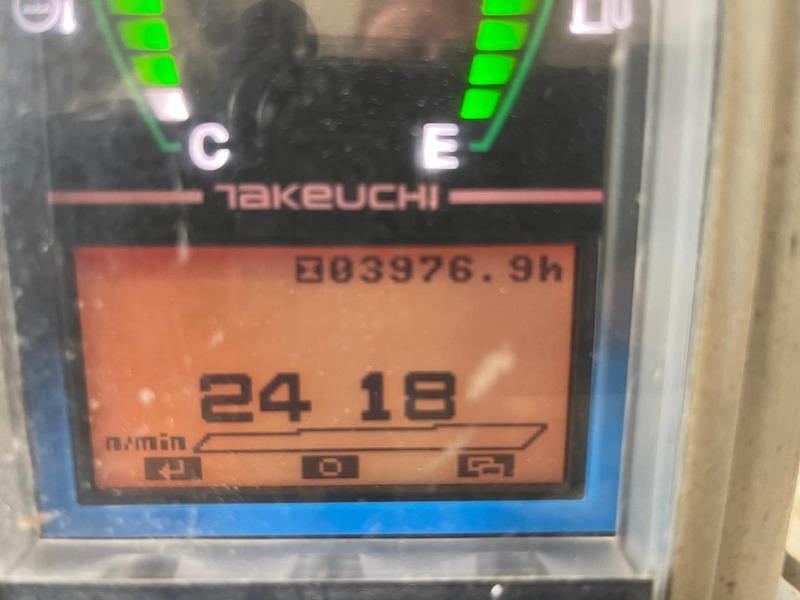 C E
TAKEUCHI
03976.9h
24 18
n/min